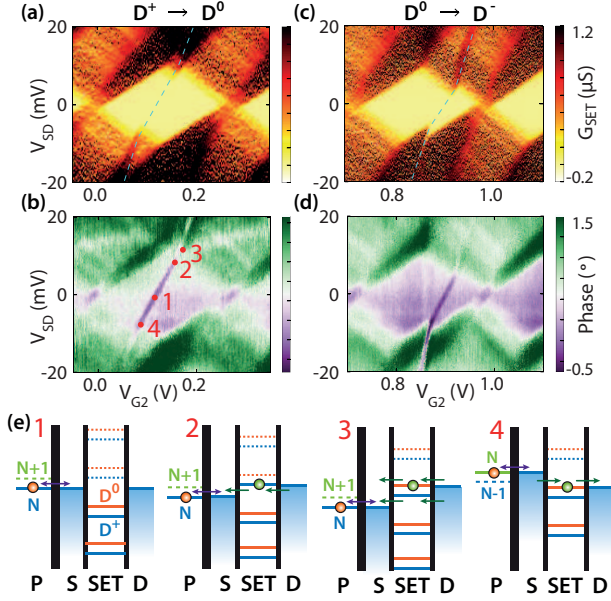 D⁺ → D⁰
D⁰ → D⁻
(a)
(c)
20
0
-20
V_SD (mV)
0.0
0.2
0.8
1.0
1.2
-0.2
G_SET (µS)
(b)
(d)
20
0
-20
V_SD (mV)
3
2
1
4
0.0
0.2
V_G2 (V)
20
0
-20
0.8
1.0
V_G2 (V)
1.5
-0.5
Phase (°)
(e)
1
N+1
N
D⁰
D⁺
P S SET D
2
N+1
N
P S SET D
3
N+1
N
P S SET D
4
N
N-1
P S SET D